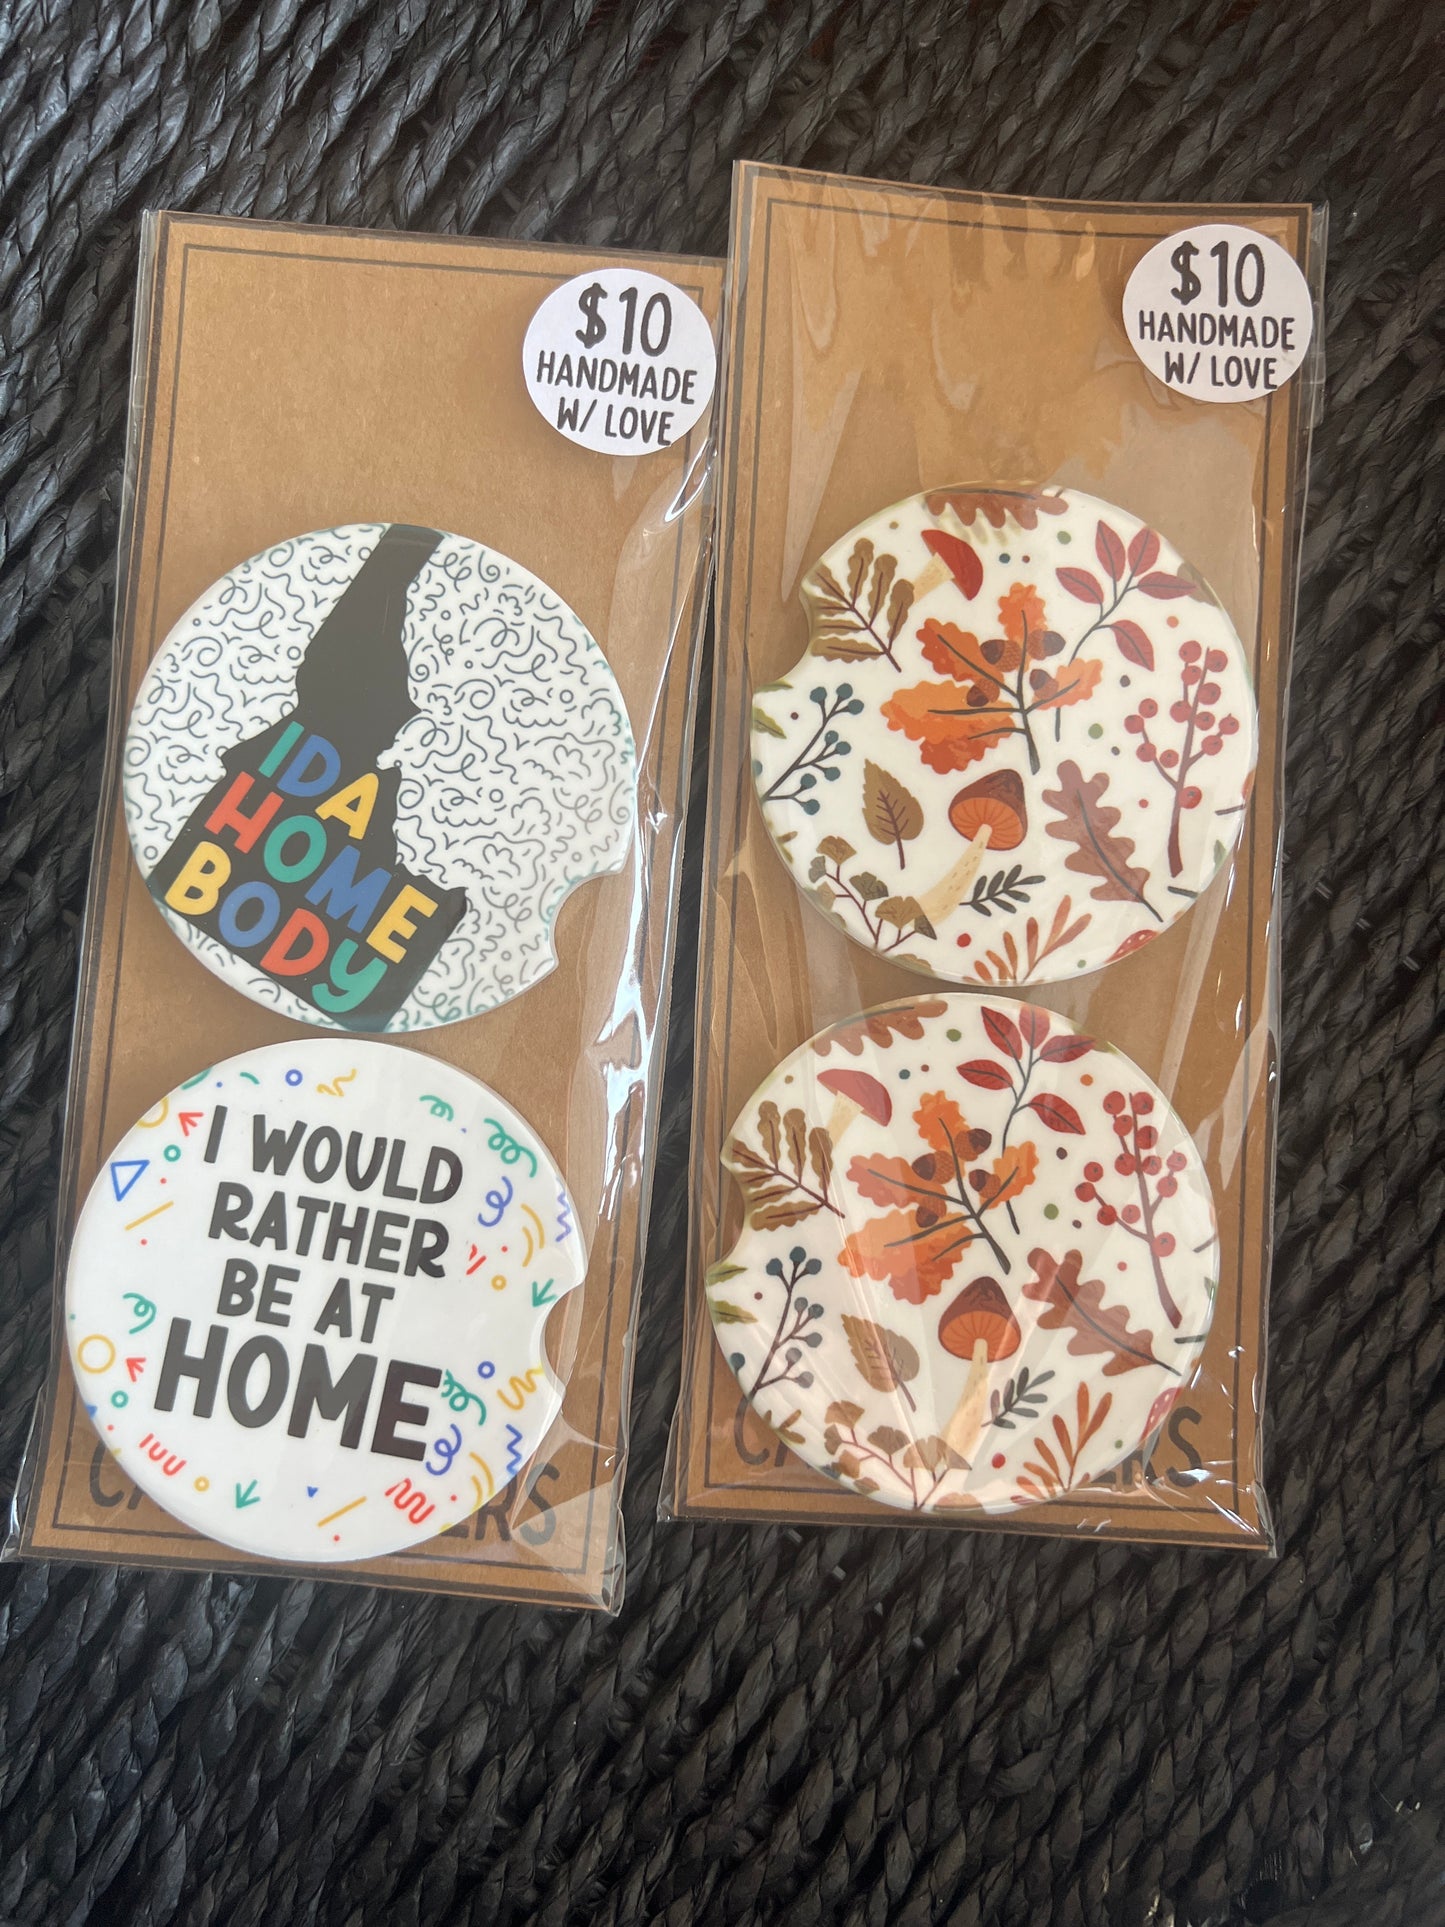 $10
HANDMADE
W/ LOVE
IDA
HOME
BODY
I WOULD
RATHER
BE AT
HOME
$10
HANDMADE
W/ LOVE